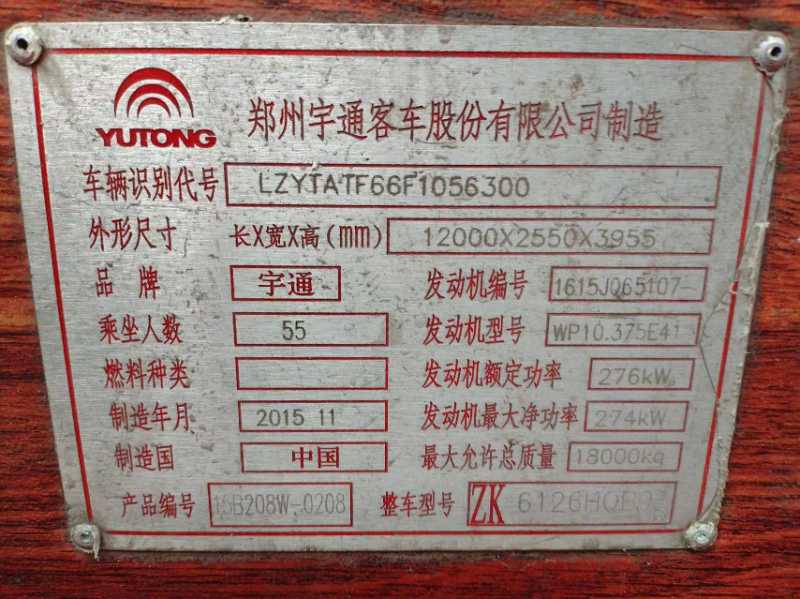 YUTONG 郑州宇通客车股份有限公司制造
车辆识别代号 LZYTATF66F1056300
外形尺寸 长X宽X高(mm) 12000X2550X3955
品牌 宇通 发动机编号 1615J065107-
乘坐人数 55 发动机型号 WP10.375E41
燃料种类 发动机额定功率 276kW
制造年月 2015 11 发动机最大净功率 274kW
制造国 中国 最大允许总质量 18000kg
产品编号 15B208W-0208 整车型号 ZK